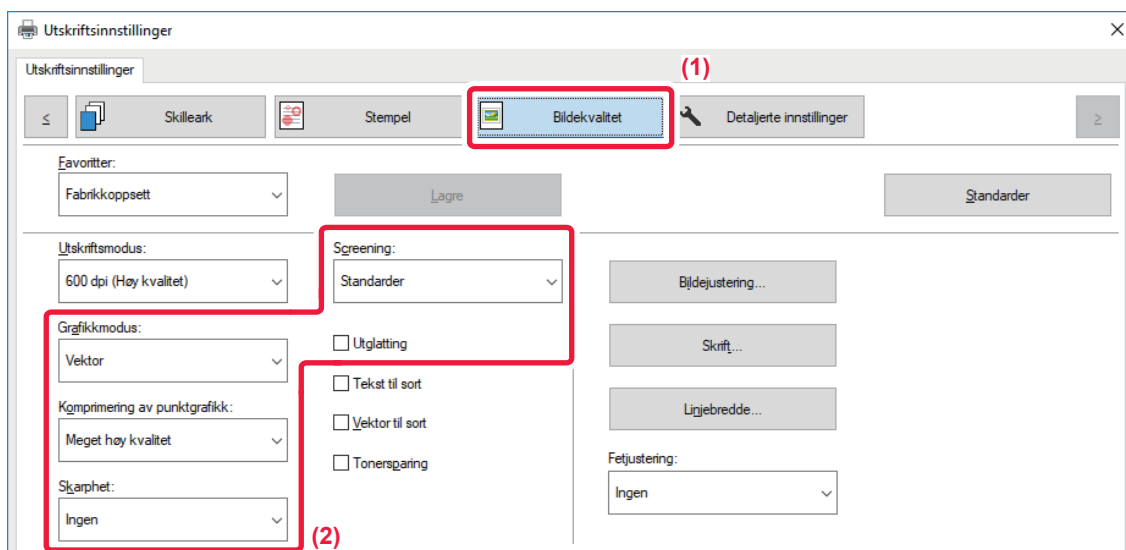 Utskriftsinnstillinger
Utskriftsinnstillinger
(1)
<
Skilleark
Stempel
Bildekvalitet
Detaljerte innstillinger
>
Favoritter:
Fabrikkoppsett
Lagre
Standarder
Utskriftsmodus:
600 dpi (Høy kvalitet)
Screening:
Standarder
Bildejustering...
Grafikkmodus:
Vektor
Utglatting
Skrift...
Tekst til sort
Komprimering av punktgrafikk:
Meget høy kvalitet
Vektor til sort
Linjebredde...
Tonersparing
Fetjustering:
Ingen
Skarphet:
Ingen
(2)